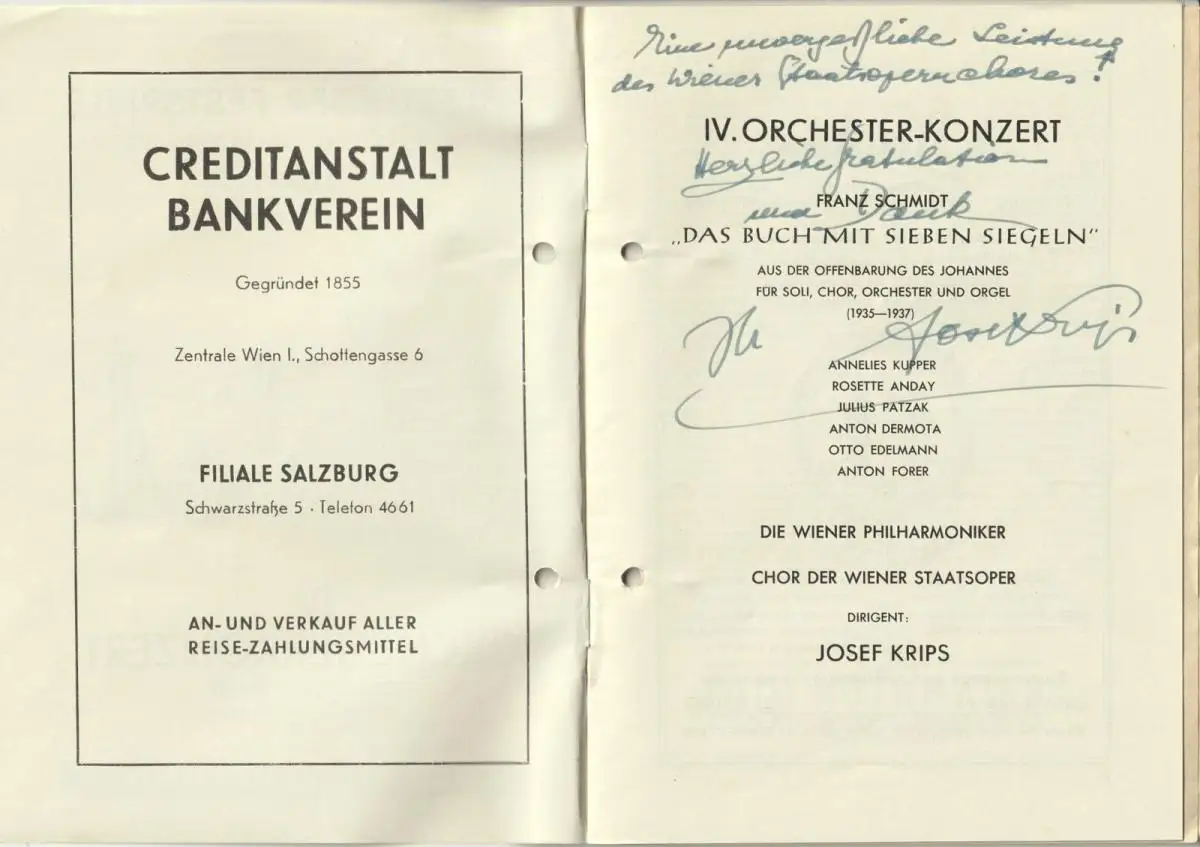 CREDITANSTALT
BANKVEREIN
Gegründet 1855
Zentrale Wien I., Schottengasse 6
FILIALE SALZBURG
Schwarzstraße 5 · Telefon 4661
AN- UND VERKAUF ALLER
REISE-ZAHLUNGSMITTEL
Eine unvergeßliche Leistung
des Wiener Staatsopernchores!
IV. ORCHESTER-KONZERT
Herzliche Gratulation
FRANZ SCHMIDT
und Dank
„DAS BUCH MIT SIEBEN SIEGELN“
AUS DER OFFENBARUNG DES JOHANNES
FÜR SOLI, CHOR, ORCHESTER UND ORGEL
(1935—1937)
Ihr Josef Krips
ANNELIES KUPPER
ROSETTE ANDAY
JULIUS PATZAK
ANTON DERMOTA
OTTO EDELMANN
ANTON FORER
DIE WIENER PHILHARMONIKER
CHOR DER WIENER STAATSOPER
DIRIGENT:
JOSEF KRIPS